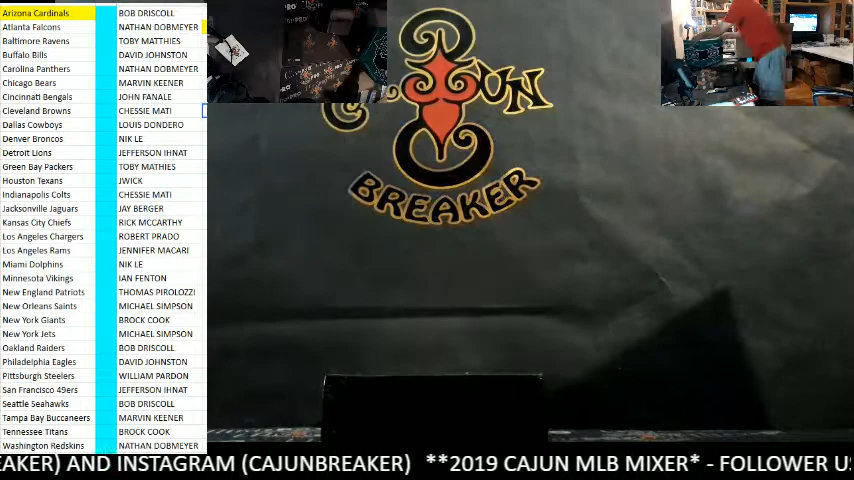 Arizona Cardinals BOB DRISCOLL
Atlanta Falcons NATHAN DOBMEYER
Baltimore Ravens TOBY MATTHIES
Buffalo Bills DAVID JOHNSTON
Carolina Panthers NATHAN DOBMEYER
Chicago Bears MARVIN KEENER
Cincinnati Bengals JOHN FANALE
Cleveland Browns CHESSIE MATI
Dallas Cowboys LOUIS DONDERO
Denver Broncos NIK LE
Detroit Lions JEFFERSON IHNAT
Green Bay Packers TOBY MATHIES
Houston Texans JWICK
Indianapolis Colts CHESSIE MATI
Jacksonville Jaguars JAY BERGER
Kansas City Chiefs RICK MCCARTHY
Los Angeles Chargers ROBERT PRADO
Los Angeles Rams JENNIFER MACARI
Miami Dolphins NIK LE
Minnesota Vikings IAN FENTON
New England Patriots THOMAS PIROLOZZI
New Orleans Saints MICHAEL SIMPSON
New York Giants BROCK COOK
New York Jets MICHAEL SIMPSON
Oakland Raiders BOB DRISCOLL
Philadelphia Eagles DAVID JOHNSTON
Pittsburgh Steelers WILLIAM PARDON
San Francisco 49ers JEFFERSON IHNAT
Seattle Seahawks BOB DRISCOLL
Tampa Bay Buccaneers MARVIN KEENER
Tennessee Titans BROCK COOK
Washington Redskins NATHAN DOBMEYER
BREAKER
EAKER) AND INSTAGRAM (CAJUNBREAKER) **2019 CAJUN MLB MIXER* - FOLLOWER U